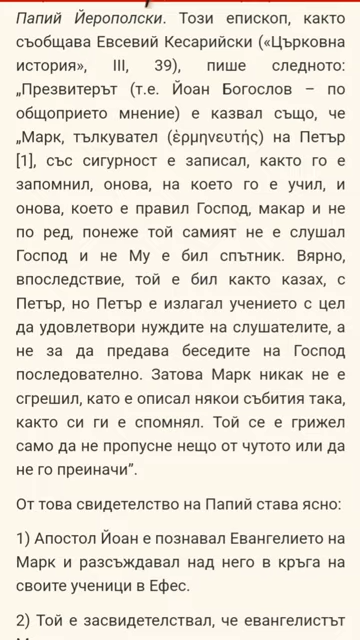 Папий Йерополски. Този епископ, както
съобщава Евсевий Кесарийски («Църковна
история», III, 39), пише следното:
„Презвитерът (т.е. Йоан Богослов – по
общоприето мнение) е казвал също, че
„Марк, тълкувател (ἑρμηνευτής) на Петър
[1], със сигурност е записал, както го е
запомнил, онова, на което го е учил, и
онова, което е правил Господ, макар и не
по ред, понеже той самият не е слушал
Господ и не Му е бил спътник. Вярно,
впоследствие, той е бил както казах, с
Петър, но Петър е излагал учението с цел
да удовлетвори нуждите на слушателите, а
не за да предава беседите на Господ
последователно. Затова Марк никак не е
сгрешил, като е описал някои събития така,
както си ги е спомнял. Той се е грижел
само да не пропусне нещо от чутото или да
не го преиначи”.
От това свидетелство на Папий става ясно:
1) Апостол Йоан е познавал Евангелието на
Марк и разсъждавал над него в кръга на
своите ученици в Ефес.
2) Той е засвидетелствал, че евангелистът